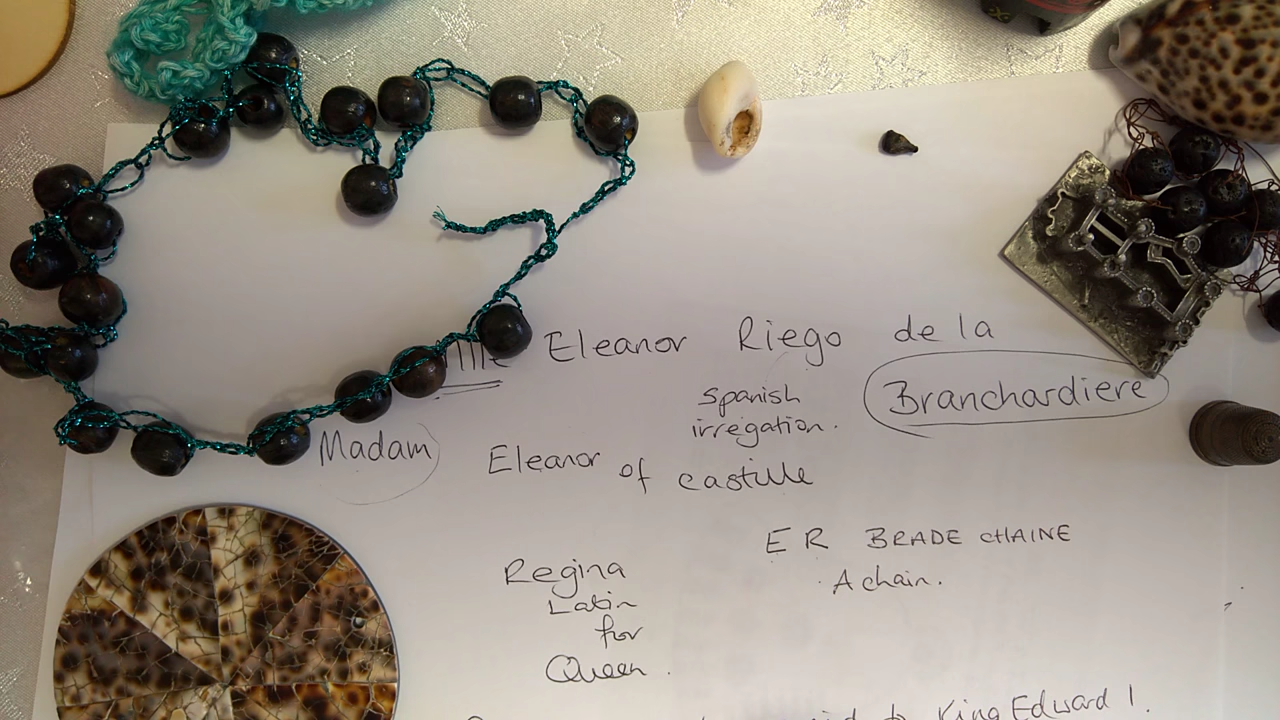 Eleanor Riego de la
Branchardiere
Spanish
irregation.
Madam Eleanor of castille
E R BRADE CHAINE
A chain.
Regina
Latin
for
Queen.
King Edward 1.